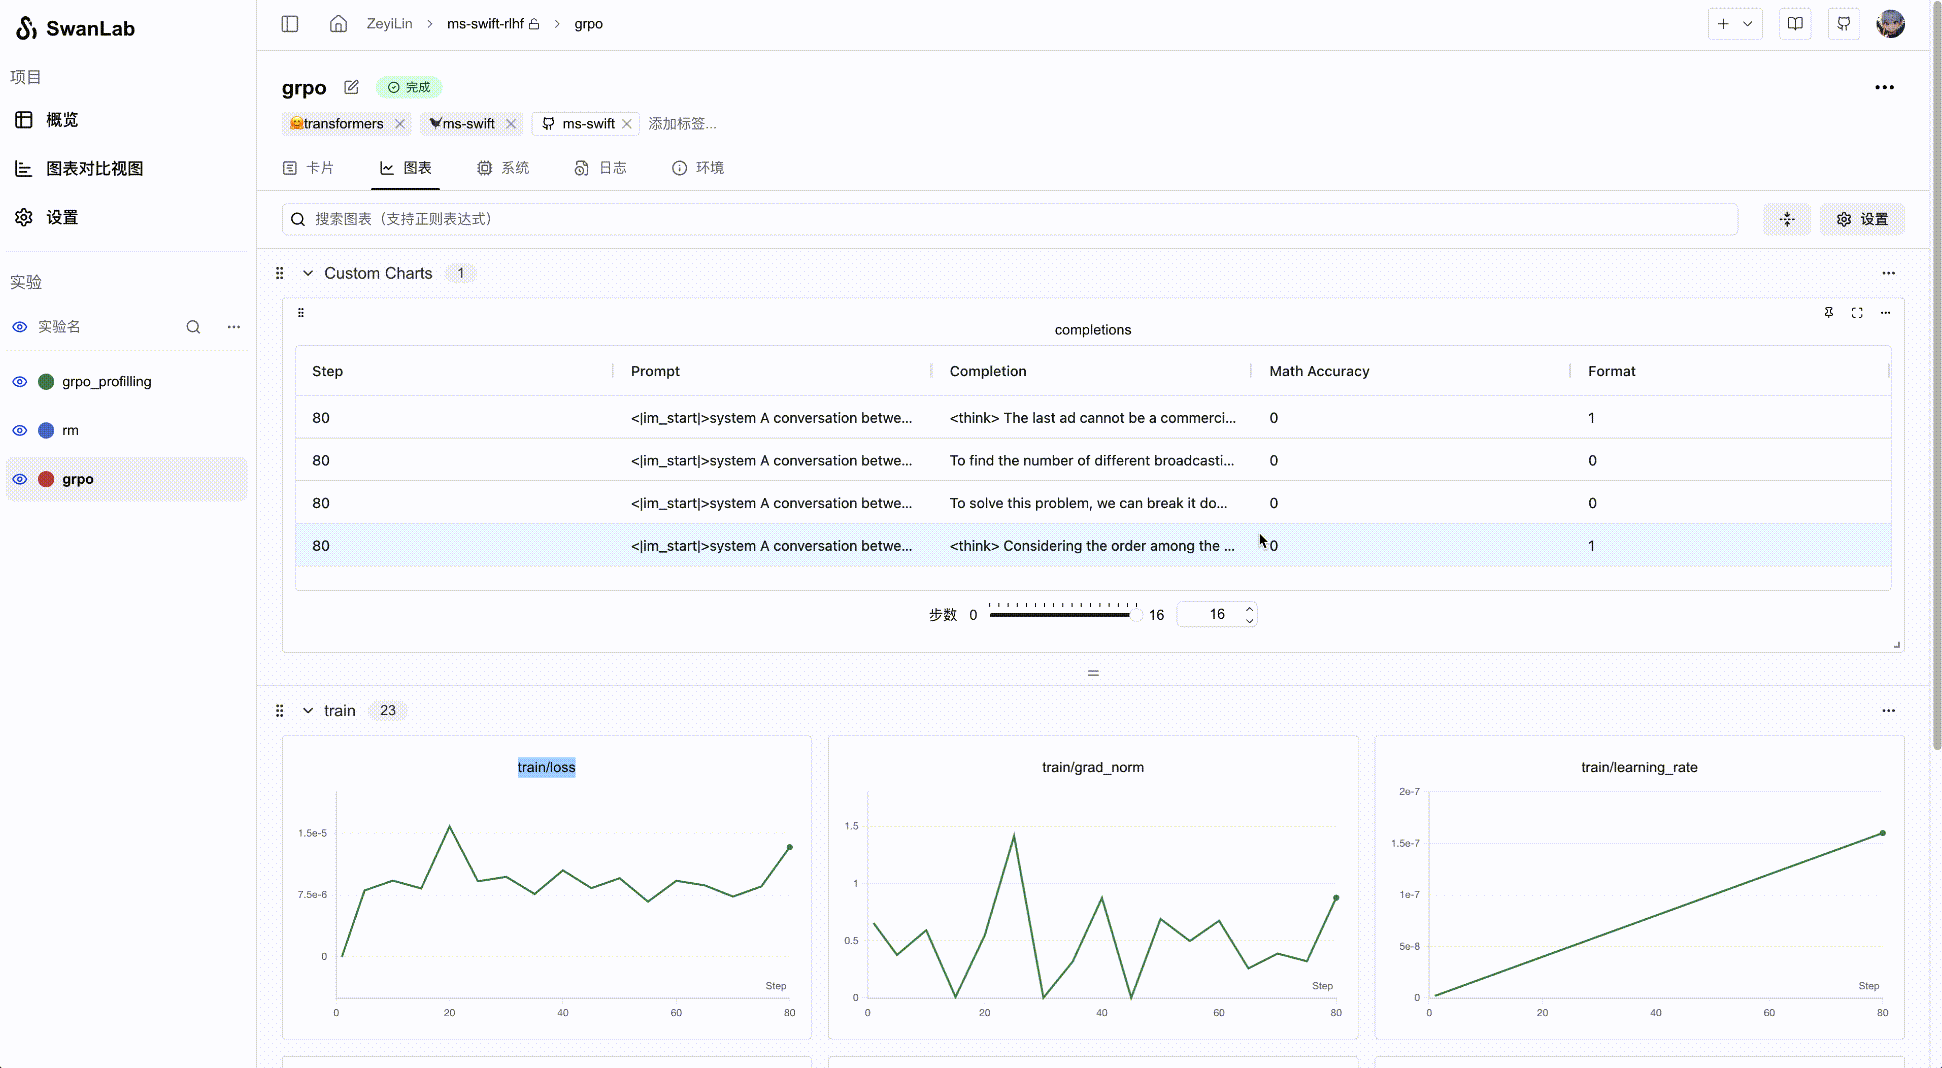 SwanLab
项目
概览
图表对比视图
设置
实验
实验名
grpo_profilling
rm
grpo
ZeyiLin > ms-swift-rlhf > grpo
grpo 完成
🤗transformers ms-swift ms-swift 添加标签...
卡片 图表 系统 日志 环境
搜索图表（支持正则表达式） 设置
Custom Charts 1
completions
Step Prompt Completion Math Accuracy Format
80 <|im_start|>system A conversation betwe... <think> The last ad cannot be a commerci... 0 1
80 <|im_start|>system A conversation betwe... To find the number of different broadcasti... 0 0
80 <|im_start|>system A conversation betwe... To solve this problem, we can break it do... 0 0
80 <|im_start|>system A conversation betwe... <think> Considering the order among the ... 0 1
步数 0 16 16
train 23
train/loss
1.5e-5
7.5e-6
0
Step
0 20 40 60 80
train/grad_norm
1.5
1
0.5
0
Step
0 20 40 60 80
train/learning_rate
2e-7
1.5e-7
1e-7
5e-8
0
Step
0 20 40 60 80